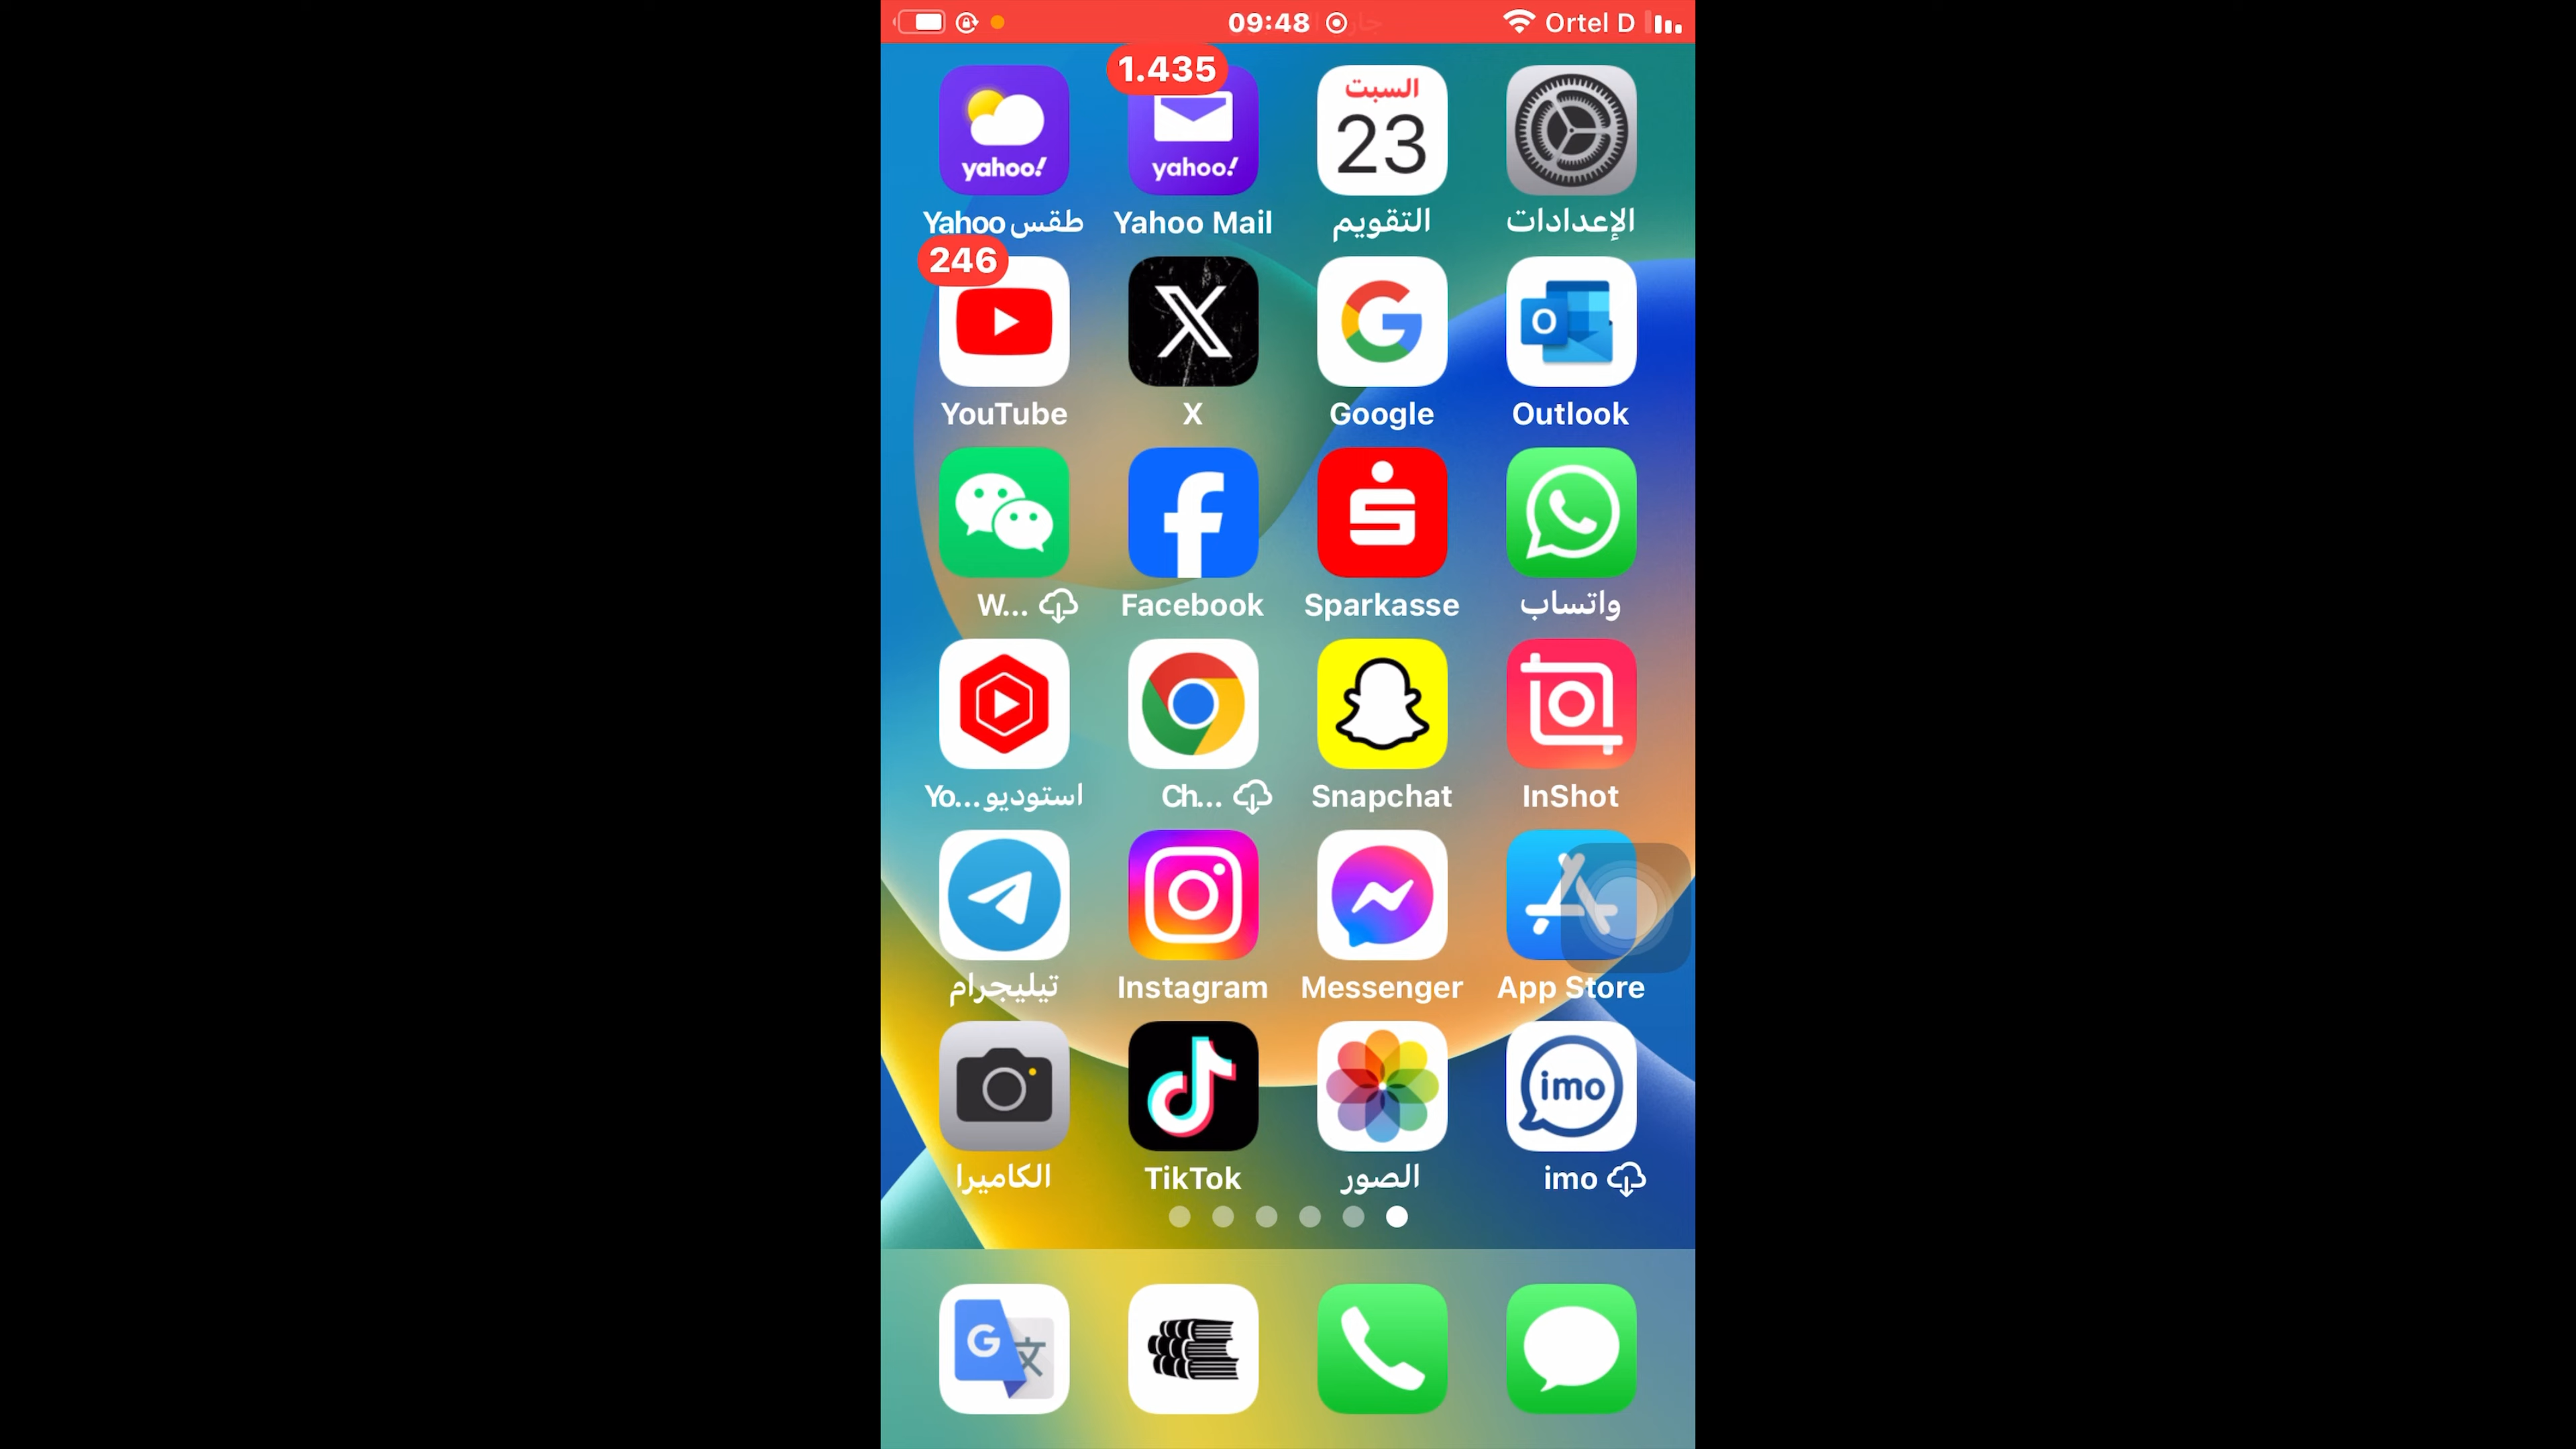 09:48
Ortel D
1.435
السبت
23
yahoo!
yahoo!
الإعدادات
التقويم
Yahoo Mail
طقس Yahoo
246
Outlook
Google
X
YouTube
واتساب
Sparkasse
Facebook
W...
InShot
Snapchat
Ch...
استوديو Yo...
App Store
Messenger
Instagram
تيليجرام
imo
imo
الصور
TikTok
الكاميرا